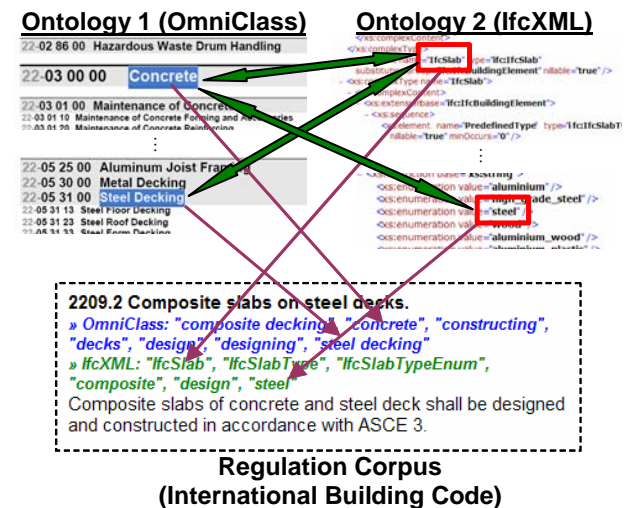 Ontology 1 (OmniClass)
22-02 86 00 Hazardous Waste Drum Handling
22-03 00 00 Concrete
22-03 01 00 Maintenance of Concrete
22-03 01 10 Maintenance of Concrete Forming and Accessories
22-03 01 20 Maintenance of Concrete Reinforcing
⋮
22-05 25 00 Aluminum Joist Framing
22-05 30 00 Metal Decking
22-05 31 00 Steel Decking
22-05 31 13 Steel Floor Decking
22-05 31 23 Steel Roof Decking
22-05 31 33 Steel Form Decking
Ontology 2 (IfcXML)
</xs:complexContent>
</xs:complexType>
name="IfcSlab" type="ifc:IfcSlab"
nillable="true"/>
<xs:complexType name="IfcSlab">
- <xs:complexContent>
- <xs:extension base="ifc:IfcBuildingElement">
- <xs:sequence>
name="PredefinedType" type="ifc:IfcSlabT
nillable="true" minOccurs="0"/>
⋮
<xs:enumeration value="aluminium"/>
<xs:enumeration value="high_grade_steel"/>
<xs:enumeration value="steel"/>
<xs:enumeration value="wood"/>
<xs:enumeration value="aluminium_wood"/>
<xs:enumeration value="aluminium_plastic"/>
2209.2 Composite slabs on steel decks.
» OmniClass: "composite decking", "concrete", "constructing",
"decks", "design", "designing", "steel decking"
» IfcXML: "IfcSlab", "IfcSlabType", "IfcSlabTypeEnum",
"composite", "design", "steel"
Composite slabs of concrete and steel deck shall be designed
and constructed in accordance with ASCE 3.
Regulation Corpus
(International Building Code)